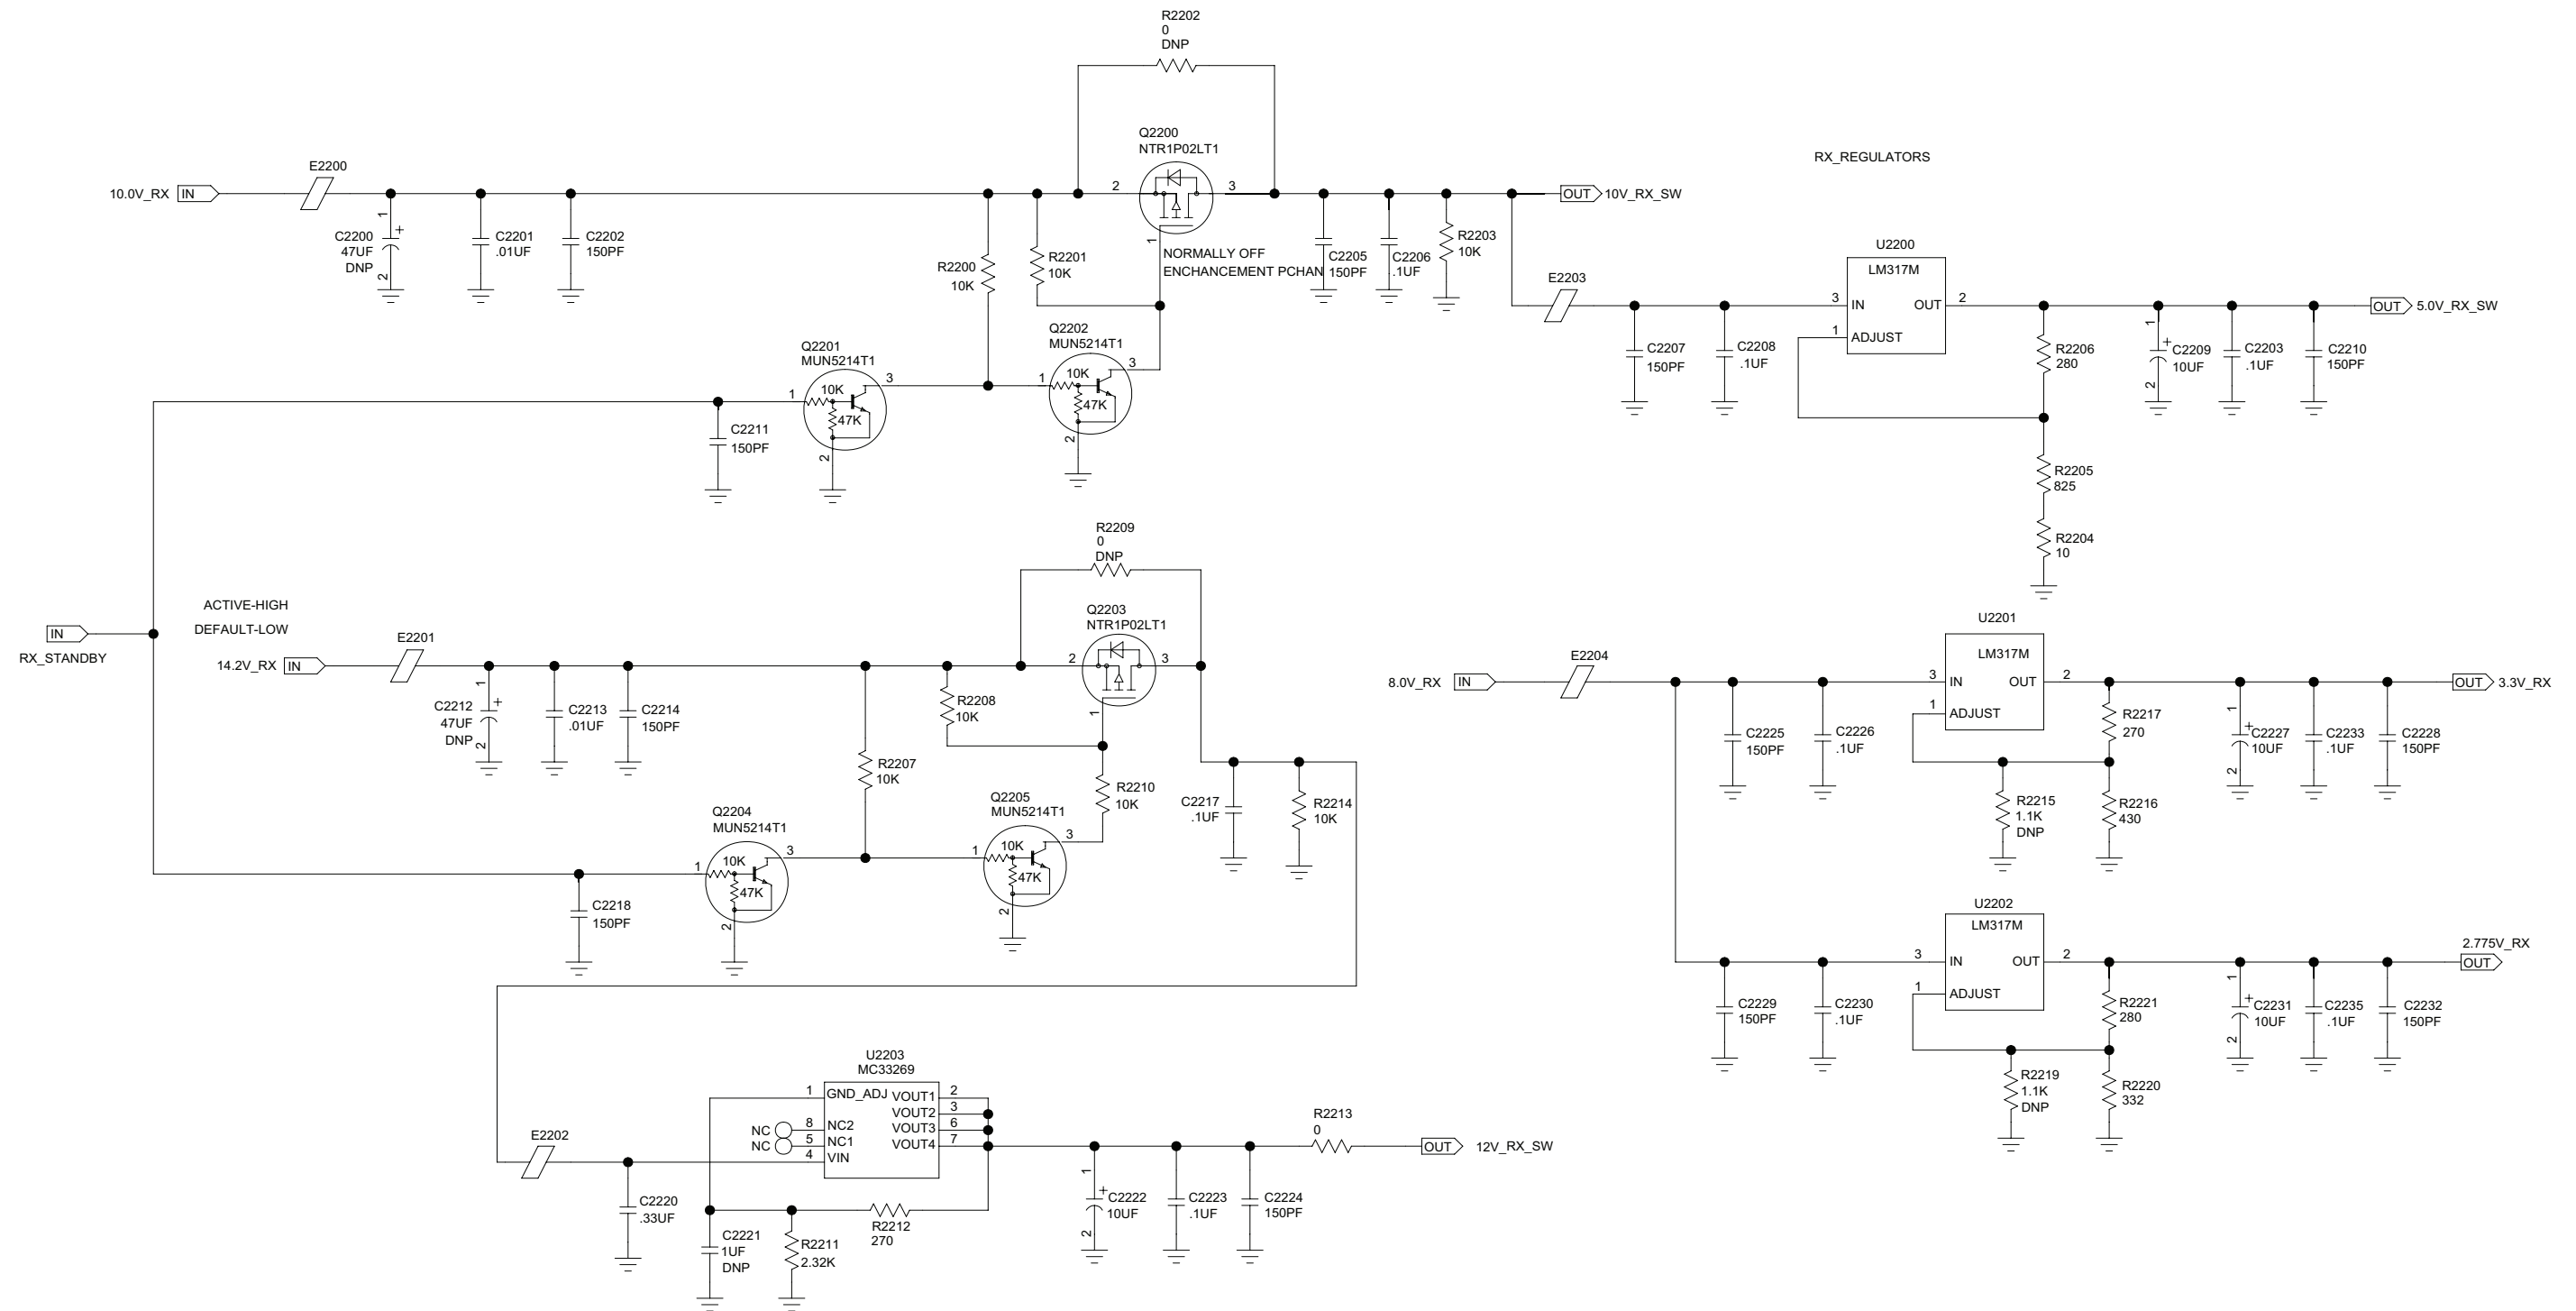 R2202
0
DNP
Q2200
NTR1P02LT1
RX_REGULATORS
E2200
10.0V_RX
IN
2
3
OUT
10V_RX_SW
1
C2200
47UF
DNP
2
+
C2201
.01UF
C2202
150PF
R2200
10K
R2201
10K
1
NORMALLY OFF
ENCHANCEMENT PCHAN
C2205
150PF
C2206
.1UF
R2203
10K
E2203
U2200
LM317M
3
IN
OUT
2
1
ADJUST
OUT
5.0V_RX_SW
C2207
150PF
C2208
.1UF
R2206
280
1
+
C2209
10UF
2
C2203
.1UF
C2210
150PF
R2205
825
R2204
10
Q2201
MUN5214T1
1
10K
47K
3
2
Q2202
MUN5214T1
1
10K
47K
3
2
C2211
150PF
R2209
0
DNP
ACTIVE-HIGH
DEFAULT-LOW
IN
RX_STANDBY
E2201
14.2V_RX
IN
Q2203
NTR1P02LT1
2
3
1
1
C2212
47UF
DNP
2
+
C2213
.01UF
C2214
150PF
R2208
10K
R2207
10K
R2210
10K
C2217
.1UF
R2214
10K
Q2204
MUN5214T1
1
10K
47K
3
2
Q2205
MUN5214T1
1
10K
47K
3
2
C2218
150PF
8.0V_RX
IN
E2204
U2201
LM317M
3
IN
OUT
2
1
ADJUST
OUT
3.3V_RX
C2225
150PF
C2226
.1UF
R2217
270
R2215
1.1K
DNP
R2216
430
1
+
C2227
10UF
2
C2233
.1UF
C2228
150PF
U2202
LM317M
3
IN
OUT
2
1
ADJUST
2.775V_RX
OUT
C2229
150PF
C2230
.1UF
R2221
280
R2219
1.1K
DNP
R2220
332
1
+
C2231
10UF
2
C2235
.1UF
C2232
150PF
U2203
MC33269
1
GND_ADJ
VOUT1
2
VOUT2
3
NC
8
NC2
VOUT3
6
NC
5
NC1
VOUT4
7
4
VIN
E2202
C2220
.33UF
C2221
1UF
DNP
R2211
2.32K
R2212
270
1
+
C2222
10UF
2
C2223
.1UF
C2224
150PF
R2213
0
OUT
12V_RX_SW